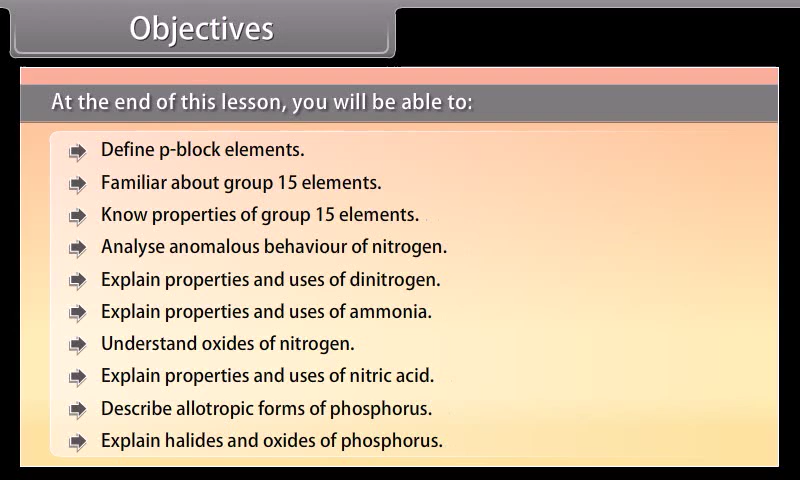 Objectives
At the end of this lesson, you will be able to:
Define p-block elements.
Familiar about group 15 elements.
Know properties of group 15 elements.
Analyse anomalous behaviour of nitrogen.
Explain properties and uses of dinitrogen.
Explain properties and uses of ammonia.
Understand oxides of nitrogen.
Explain properties and uses of nitric acid.
Describe allotropic forms of phosphorus.
Explain halides and oxides of phosphorus.